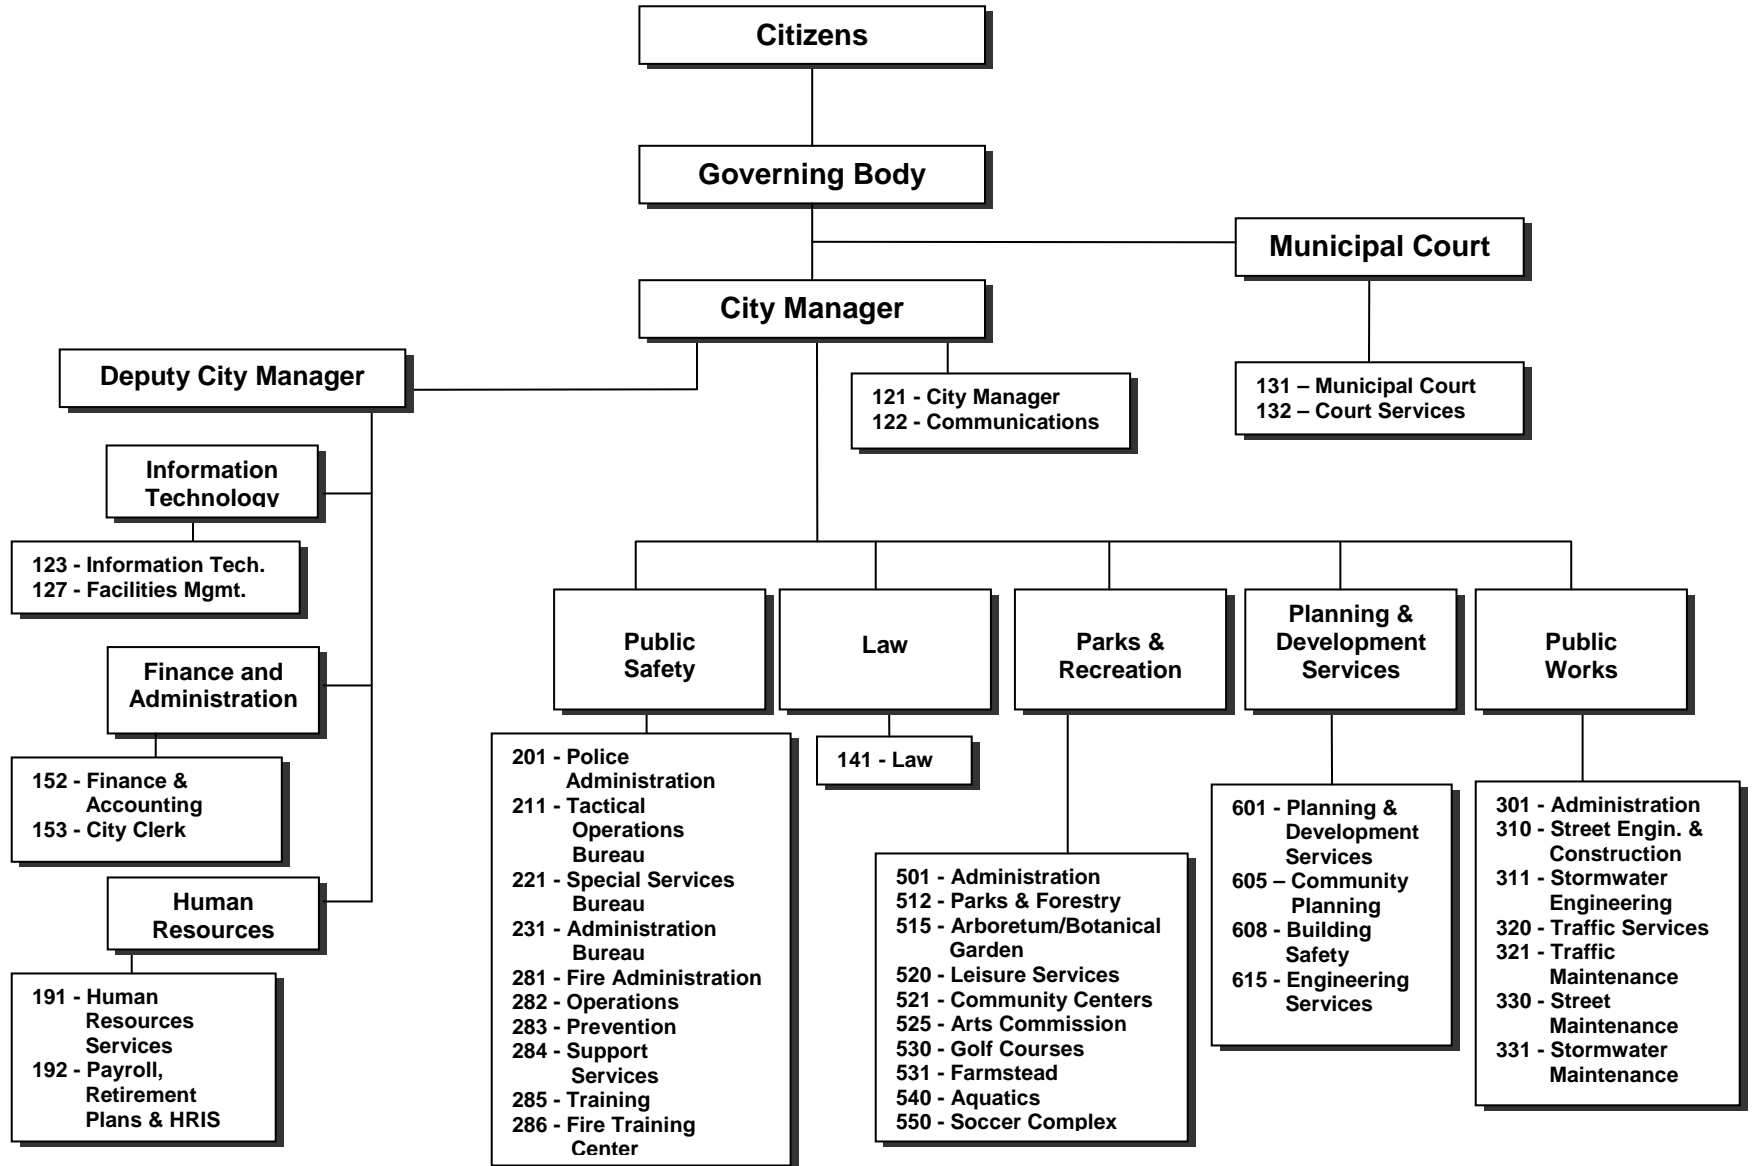 Citizens
Governing Body
Municipal Court
City Manager
131 – Municipal Court
132 – Court Services
121 - City Manager
122 - Communications
Deputy City Manager
Information
Technology
123 - Information Tech.
127 - Facilities Mgmt.
Finance and
Administration
152 - Finance &
Accounting
153 - City Clerk
Human
Resources
191 - Human
Resources
Services
192 - Payroll,
Retirement
Plans & HRIS
Public
Safety
201 - Police
Administration
211 - Tactical
Operations
Bureau
221 - Special Services
Bureau
231 - Administration
Bureau
281 - Fire Administration
282 - Operations
283 - Prevention
284 - Support
Services
285 - Training
286 - Fire Training
Center
Law
141 - Law
Parks &
Recreation
501 - Administration
512 - Parks & Forestry
515 - Arboretum/Botanical
Garden
520 - Leisure Services
521 - Community Centers
525 - Arts Commission
530 - Golf Courses
531 - Farmstead
540 - Aquatics
550 - Soccer Complex
Planning &
Development
Services
601 - Planning &
Development
Services
605 – Community
Planning
608 - Building
Safety
615 - Engineering
Services
Public
Works
301 - Administration
310 - Street Engin. &
Construction
311 - Stormwater
Engineering
320 - Traffic Services
321 - Traffic
Maintenance
330 - Street
Maintenance
331 - Stormwater
Maintenance